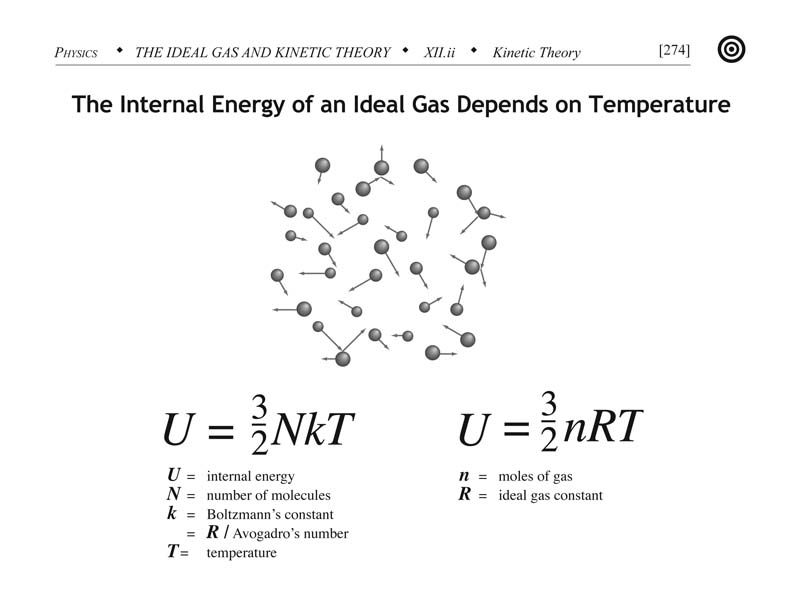 PHYSICS ◆ THE IDEAL GAS AND KINETIC THEORY ◆ XII.ii ◆ Kinetic Theory [274]
The Internal Energy of an Ideal Gas Depends on Temperature
U = 3/2 NkT
U = internal energy
N = number of molecules
k = Boltzmann's constant
= R / Avogadro's number
T = temperature
U = 3/2 nRT
n = moles of gas
R = ideal gas constant